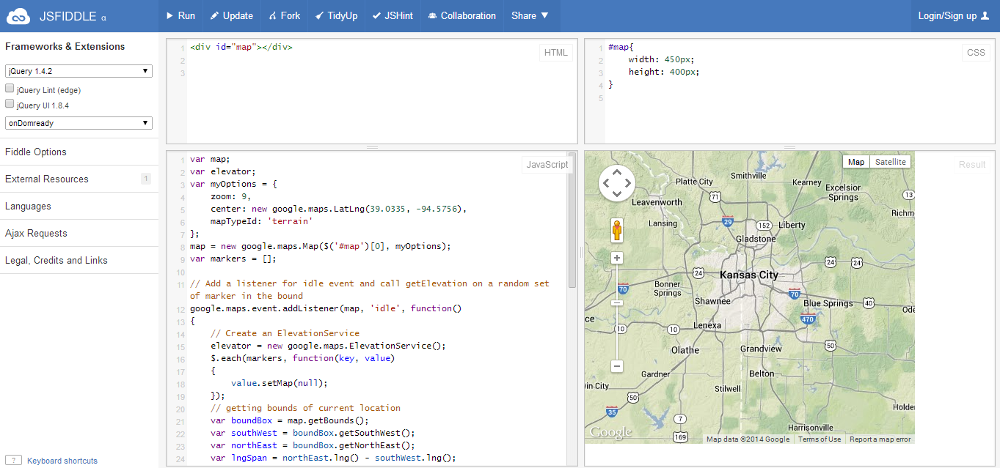 JSFIDDLE α
Run
Update
Fork
TidyUp
JSHint
Collaboration
Share ▼
Login/Sign up
Frameworks & Extensions
jQuery 1.4.2
jQuery Lint (edge)
jQuery UI 1.8.4
onDomready
Fiddle Options
External Resources 1
Languages
Ajax Requests
Legal, Credits and Links
? Keyboard shortcuts
HTML
1 <div id="map"></div>
2
3
CSS
1 #map{
2 width: 450px;
3 height: 400px;
4 }
5
JavaScript
1 var map;
2 var elevator;
3 var myOptions = {
4 zoom: 9,
5 center: new google.maps.LatLng(39.0335, -94.5756),
6 mapTypeId: 'terrain'
7 };
8 map = new google.maps.Map($('#map')[0], myOptions);
9 var markers = [];
10
11 // Add a listener for idle event and call getElevation on a random set
of marker in the bound
12 google.maps.event.addListener(map, 'idle', function()
13 {
14 // Create an ElevationService
15 elevator = new google.maps.ElevationService();
16 $.each(markers, function(key, value)
17 {
18 value.setMap(null);
19 });
20 // getting bounds of current location
21 var boundBox = map.getBounds();
22 var southWest = boundBox.getSouthWest();
23 var northEast = boundBox.getNorthEast();
24 var lngSpan = northEast.lng() - southWest.lng();
Result
Map
Satellite
Smithville
Platte City
Kearney
Excelsior
Springs
71
13
Leavenworth
Richm
Lansing
29
152
Liberty
Gladstone
24
24
24
Kansas City
70
Bonner
Springs
70
Shawnee
Blue Springs
40
Ode
ce
470
10
10
Lenexa
50
Olathe
Grandview
Gardner
Belton
win City
Stilwell
50
35
Holde
7
Harrisonville
169
Google
Map data ©2014 Google
Terms of Use
Report a map error